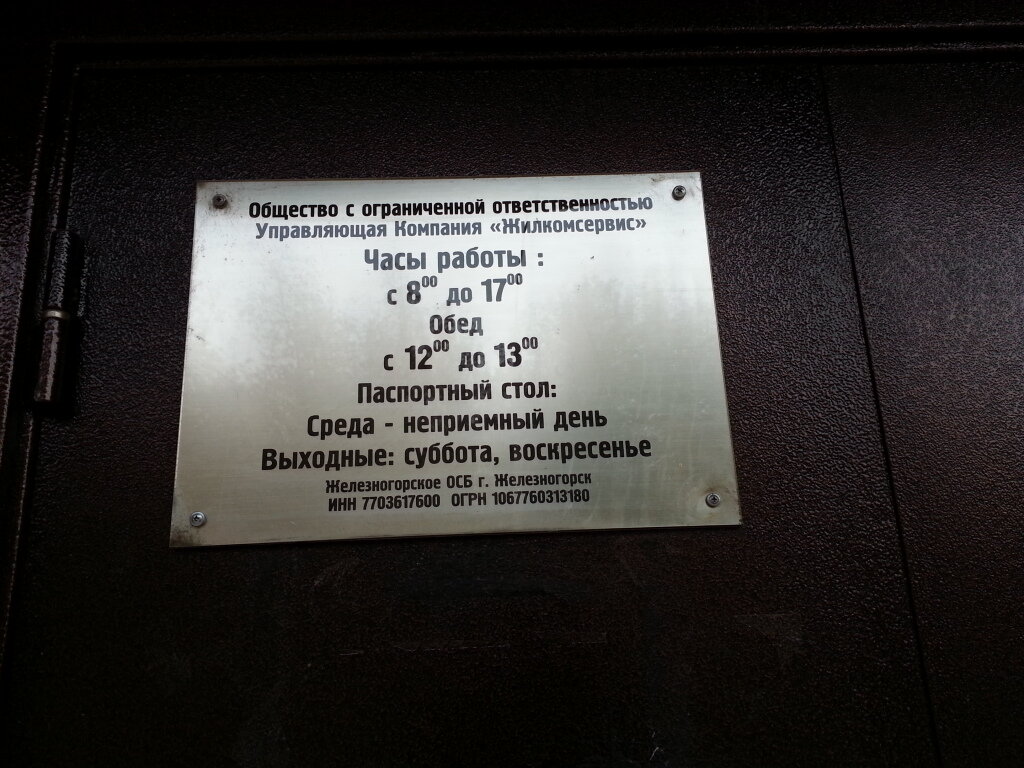 Общество с ограниченной ответственностью
Управляющая Компания «Жилкомсервис»
Часы работы :
с 8⁰⁰ до 17⁰⁰
Обед
с 12⁰⁰ до 13⁰⁰
Паспортный стол:
Среда - неприемный день
Выходные: суббота, воскресенье
Железногорское ОСБ г. Железногорск
ИНН 7703617600 ОГРН 1067760313180